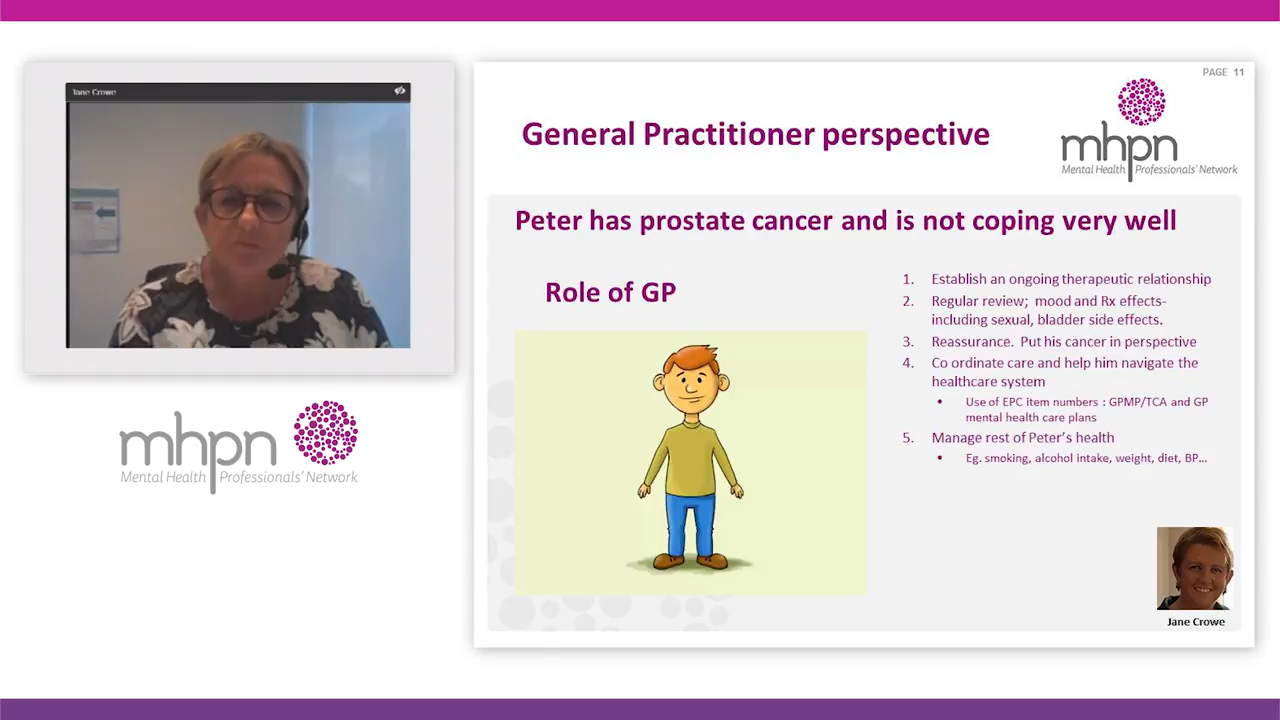 Jane Crowe
mhpn
Mental Health Professionals' Network
PAGE 11
General Practitioner perspective
mhpn
Mental Health Professionals' Network
Peter has prostate cancer and is not coping very well
Role of GP
1. Establish an ongoing therapeutic relationship
2. Regular review; mood and Rx effects-
including sexual, bladder side effects.
3. Reassurance. Put his cancer in perspective
4. Co ordinate care and help him navigate the
healthcare system
• Use of EPC item numbers : GPMP/TCA and GP
mental health care plans
5. Manage rest of Peter's health
• Eg. smoking, alcohol intake, weight, diet, BP...
Jane Crowe